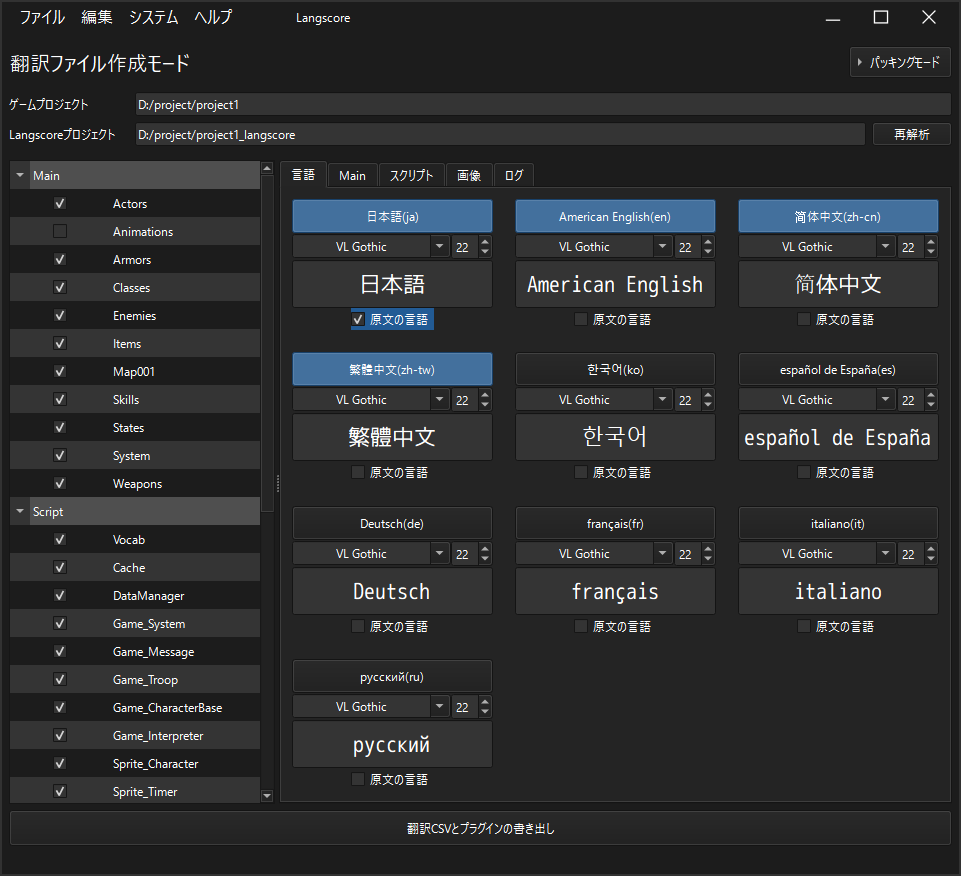 ファイル 編集 システム ヘルプ Langscore
翻訳ファイル作成モード
パッキングモード
ゲームプロジェクト D:/project/project1
Langscoreプロジェクト D:/project/project1_langscore 再解析
Main
Actors
Animations
Armors
Classes
Enemies
Items
Map001
Skills
States
System
Weapons
Script
Vocab
Cache
DataManager
Game_System
Game_Message
Game_Troop
Game_CharacterBase
Game_Interpreter
Sprite_Character
Sprite_Timer
言語 Main スクリプト 画像 ログ
日本語(ja) American English(en) 简体中文(zh-cn)
VL Gothic 22 VL Gothic 22 VL Gothic 22
日本語 American English 简体中文
原文の言語 原文の言語 原文の言語
繁體中文(zh-tw) 한국어(ko) español de España(es)
VL Gothic 22 VL Gothic 22 VL Gothic 22
繁體中文 한국어 español de España
原文の言語 原文の言語 原文の言語
Deutsch(de) français(fr) italiano(it)
VL Gothic 22 VL Gothic 22 VL Gothic 22
Deutsch français italiano
原文の言語 原文の言語 原文の言語
русский(ru)
VL Gothic 22
русский
原文の言語
翻訳CSVとプラグインの書き出し